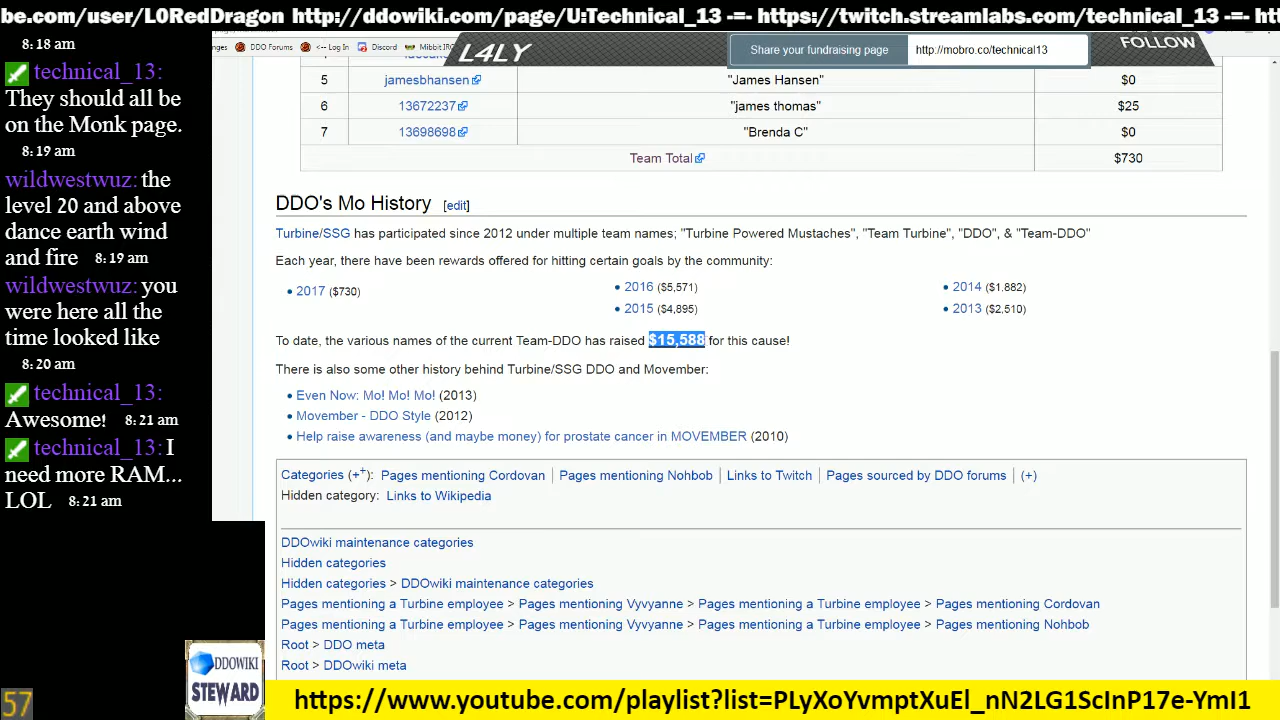 be.com/user/L0RedDragon http://ddowiki.com/page/U:Technical_13 -=- https://twitch.streamlabs.com/technical_13 -=- htt
8:18 am
technical_13:
They should all be
on the Monk page.
8:19 am
wildwestwuz: the
level 20 and above
dance earth wind
and fire 8:19 am
wildwestwuz: you
were here all the
time looked like
8:20 am
technical_13:
Awesome! 8:21 am
technical_13: I
need more RAM...
LOL 8:21 am
57
nges DDO Forums <-- Log In Discord Mibbit IR
L4LY
Share your fundraising page http://mobro.co/technical13
FOLLOW
5 jamesbhansen "James Hansen" $0
6 13672237 "james thomas" $25
7 13698698 "Brenda C" $0
Team Total $730
DDO's Mo History [edit]
Turbine/SSG has participated since 2012 under multiple team names; "Turbine Powered Mustaches", "Team Turbine", "DDO", & "Team-DDO"
Each year, there have been rewards offered for hitting certain goals by the community:
• 2017 ($730)
• 2016 ($5,571)
• 2015 ($4,895)
• 2014 ($1.882)
• 2013 ($2,510)
To date, the various names of the current Team-DDO has raised $15,588 for this cause!
There is also some other history behind Turbine/SSG DDO and Movember:
• Even Now: Mo! Mo! Mo! (2013)
• Movember - DDO Style (2012)
• Help raise awareness (and maybe money) for prostate cancer in MOVEMBER (2010)
Categories (++): Pages mentioning Cordovan | Pages mentioning Nohbob | Links to Twitch | Pages sourced by DDO forums | (+)
Hidden category: Links to Wikipedia
DDOwiki maintenance categories
Hidden categories
Hidden categories > DDOwiki maintenance categories
Pages mentioning a Turbine employee > Pages mentioning Vyvyanne > Pages mentioning a Turbine employee > Pages mentioning Cordovan
Pages mentioning a Turbine employee > Pages mentioning Vyvyanne > Pages mentioning a Turbine employee > Pages mentioning Nohbob
Root > DDO meta
Root > DDOwiki meta
DDOWIKI
STEWARD
https://www.youtube.com/playlist?list=PLyXoYvmptXuEl_nN2LG1ScInP17e-YmI1